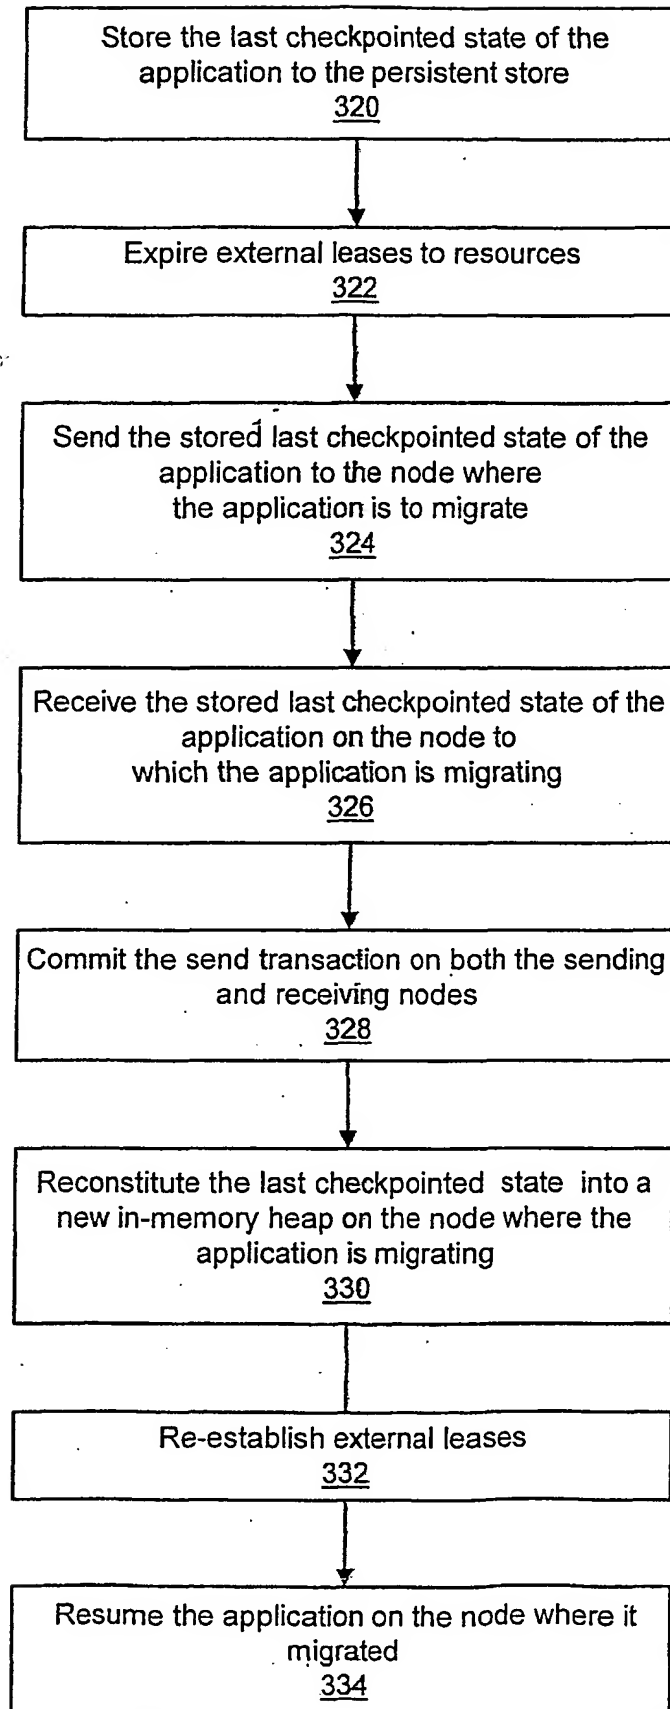 Store the last checkpointed state of the
application to the persistent store
320
Expire external leases to resources
322
Send the stored last checkpointed state of the
application to the node where
the application is to migrate
324
Receive the stored last checkpointed state of the
application on the node to
which the application is migrating
326
Commit the send transaction on both the sending
and receiving nodes
328
Reconstitute the last checkpointed state into a
new in-memory heap on the node where the
application is migrating
330
Re-establish external leases
332
Resume the application on the node where it
migrated
334